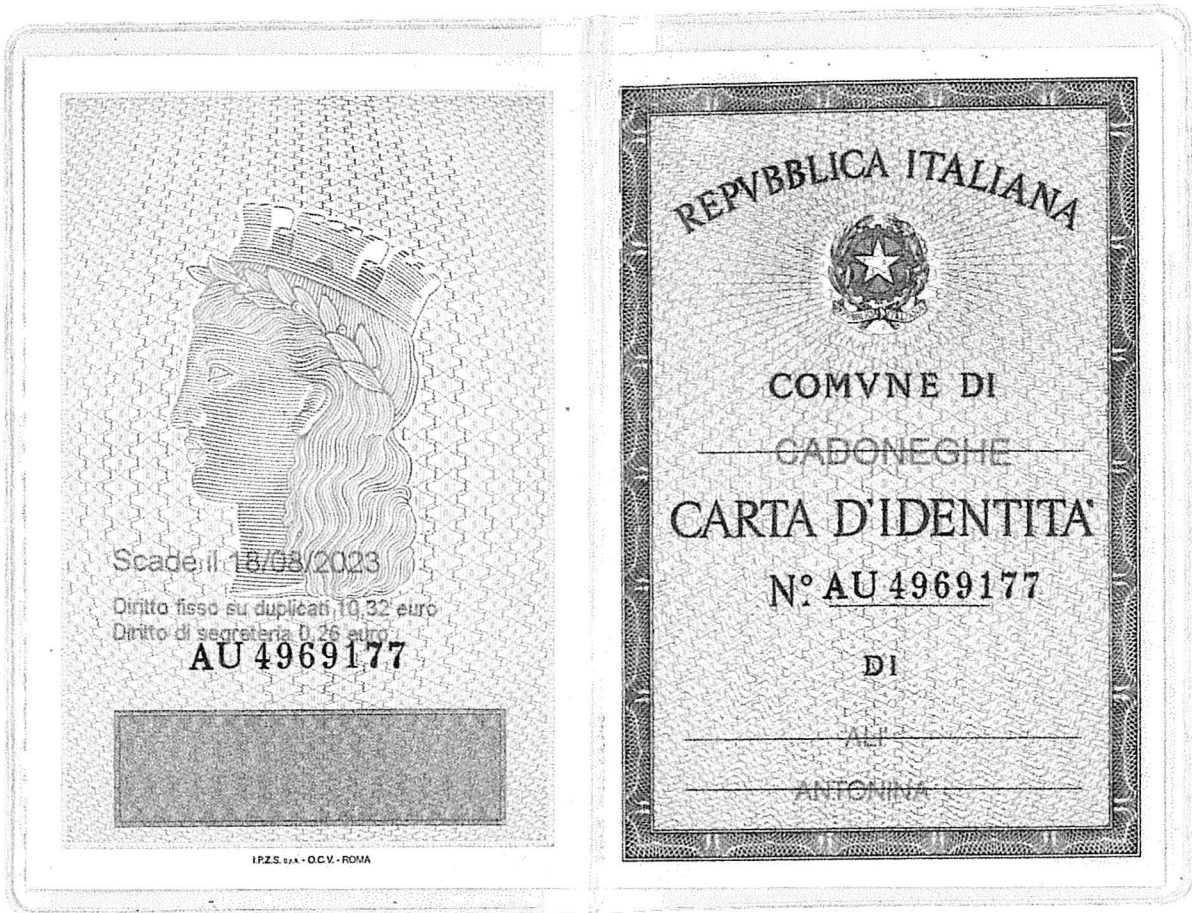 Scade il 18/08/2023
Diritto fisso su duplicati 10,32 euro
Diritto di segreteria 0,26 euro
AU 4969177
I.P.Z.S. S.p.A. - O.C.V. - ROMA
REPVBBLICA ITALIANA
COMVNE DI
CADONEGHE
CARTA D'IDENTITA'
N° AU 4969177
DI
ALI'
ANTONINA